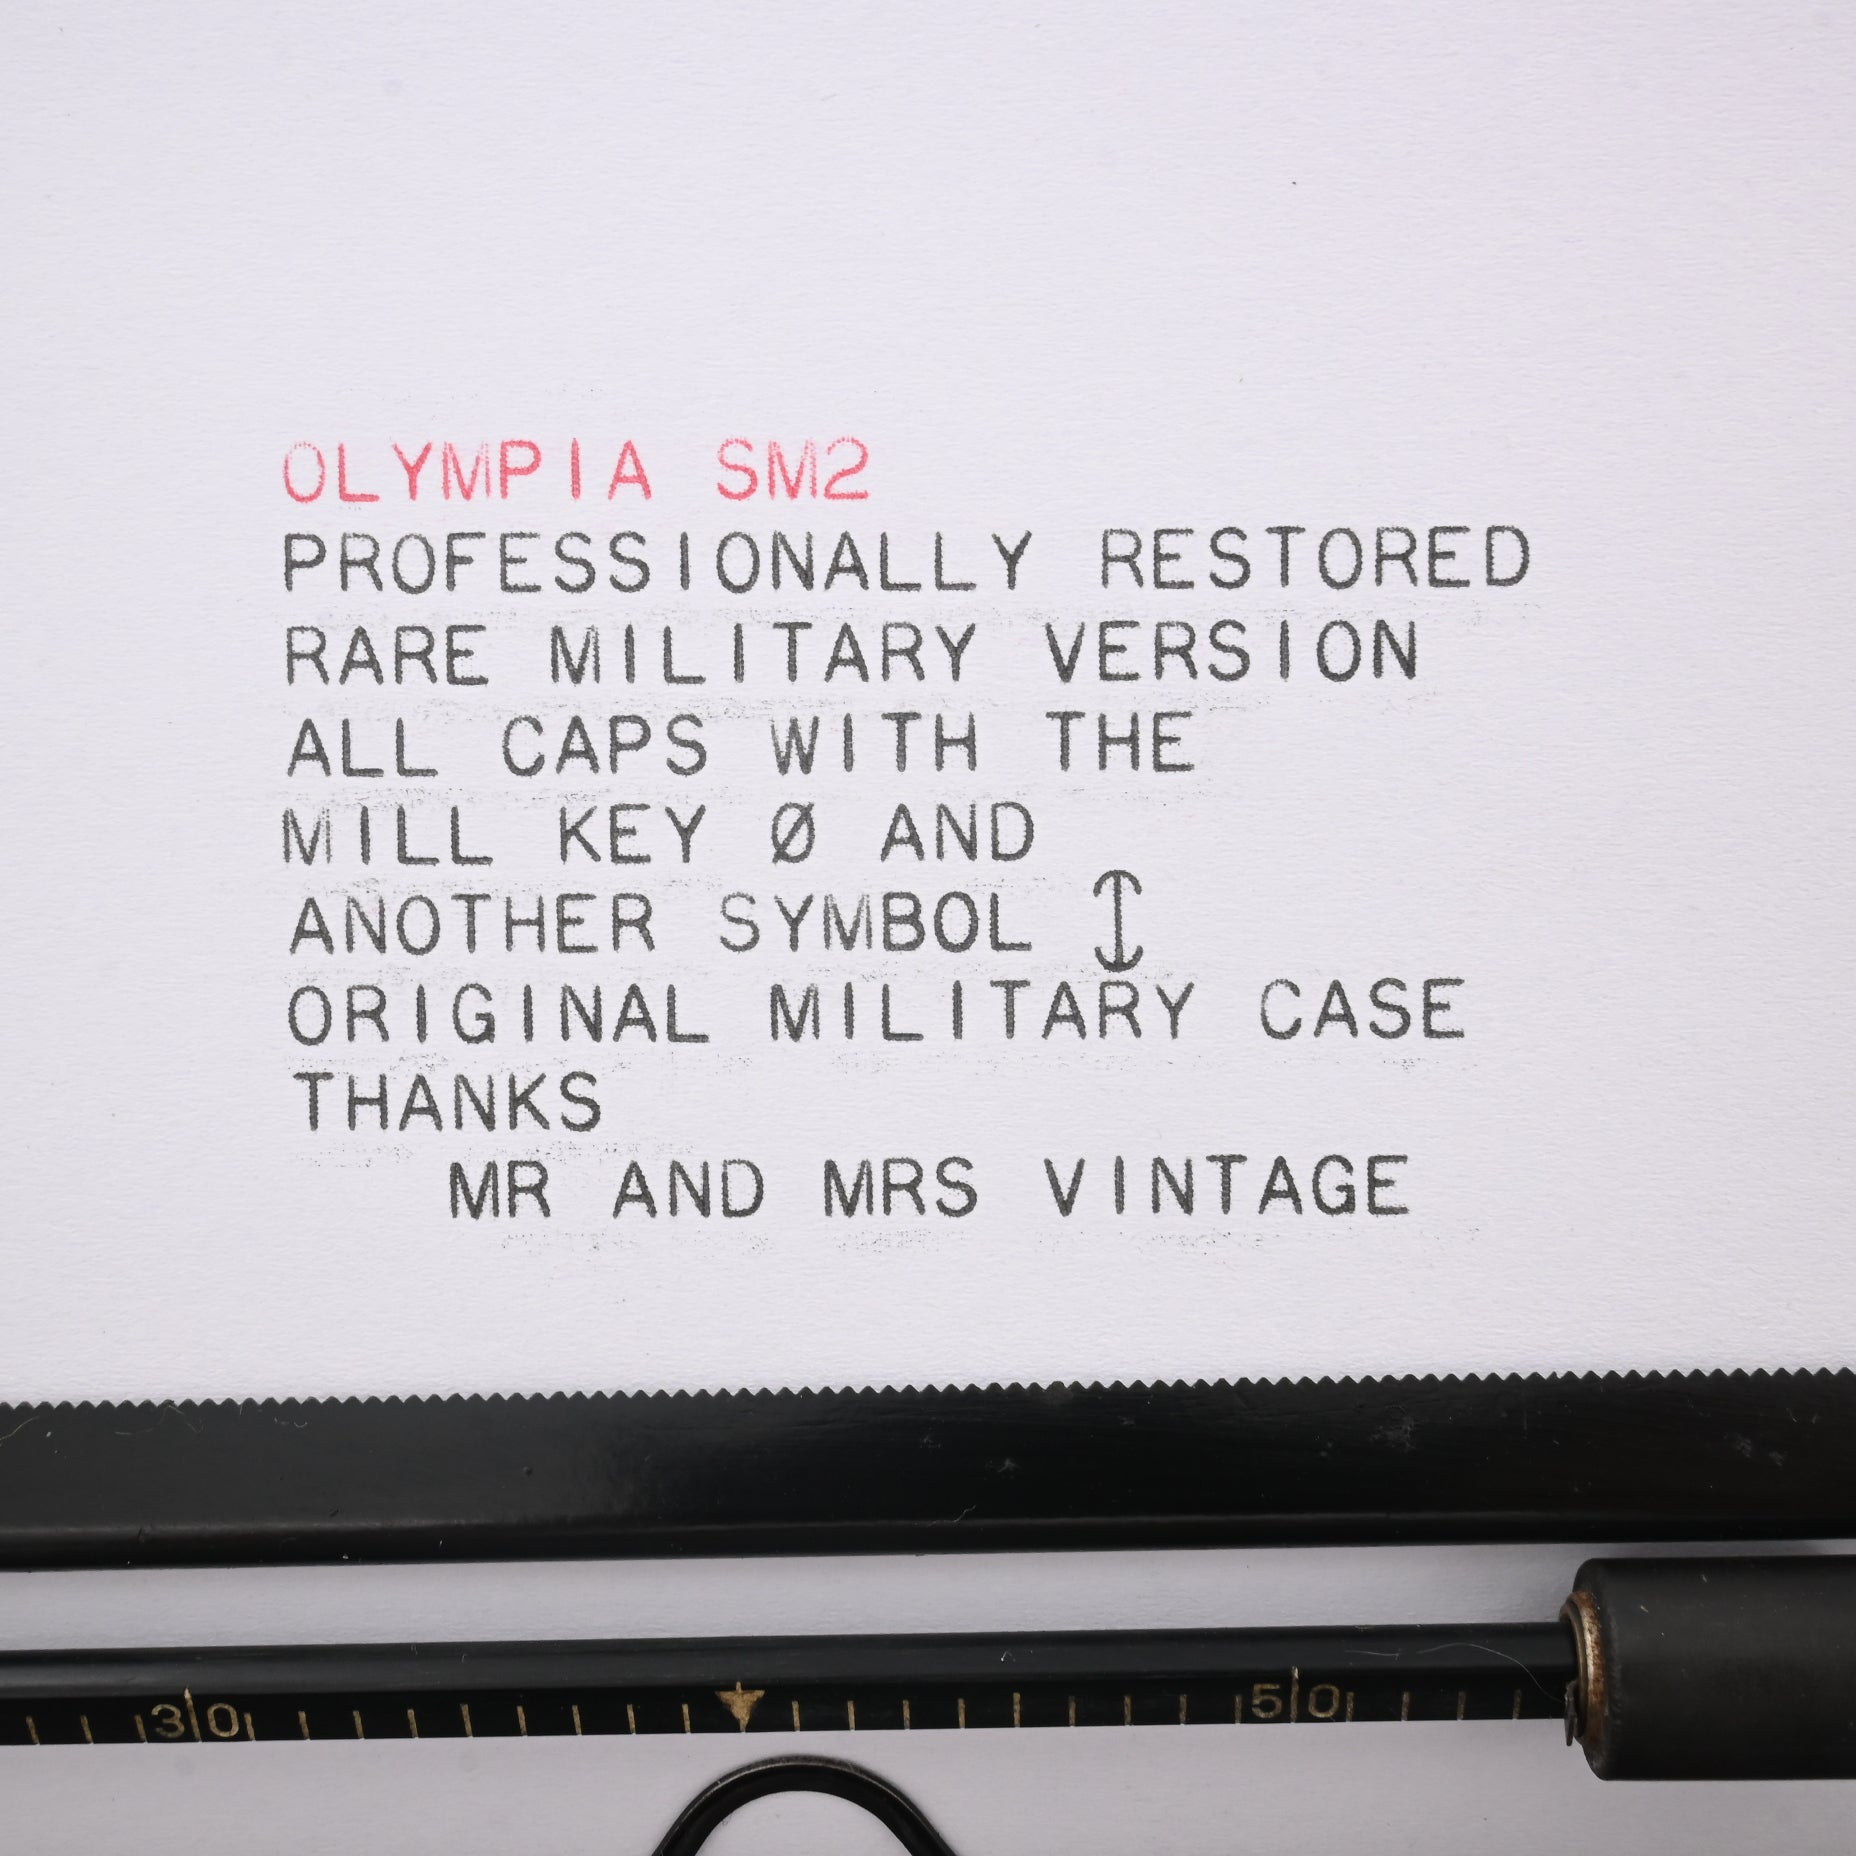 OLYMPIA SM2
PROFESSIONALLY RESTORED
RARE MILITARY VERSION
ALL CAPS WITH THE
MILL KEY Ø AND
ANOTHER SYMBOL ↕
ORIGINAL MILITARY CASE
THANKS
MR AND MRS VINTAGE
30 50